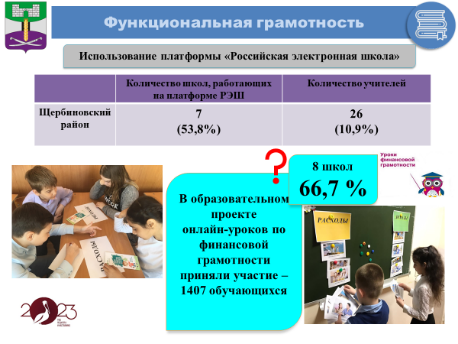 Функциональная грамотность
Использование платформы «Российская электронная школа»
Количество школ, работающих
на платформе РЭШ
Количество учителей
Щербиновский
район
7
(53,8%)
26
(10,9%)
?
8 школ
66,7 %
Уроки
финансовой
грамотности
В образовательном
проекте
онлайн-уроков по
финансовой
грамотности
приняли участие –
1407 обучающихся
РАСХОДЫ
РАСХОДЫ
2023